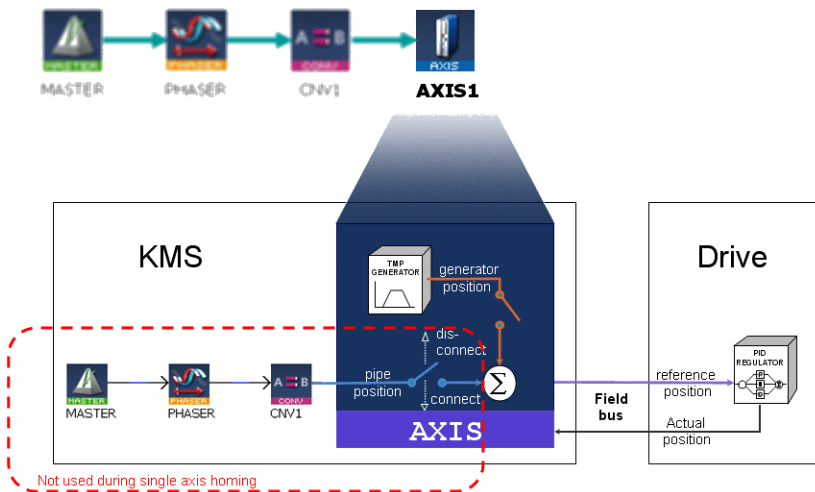 MASTER
PHASER
A B
CONV
AXIS
MASTER
PHASER
CNV1
AXIS1
KMS
Drive
TMP
GENERATOR
generator
position
dis-
connect
pipe
position
connect
Σ
MASTER
PHASER
A B
CONV
MASTER
PHASER
CNV1
AXIS
reference
position
Field
bus
Actual
position
PID
REGULATOR
P
I
D
Σ
Not used during single axis homing